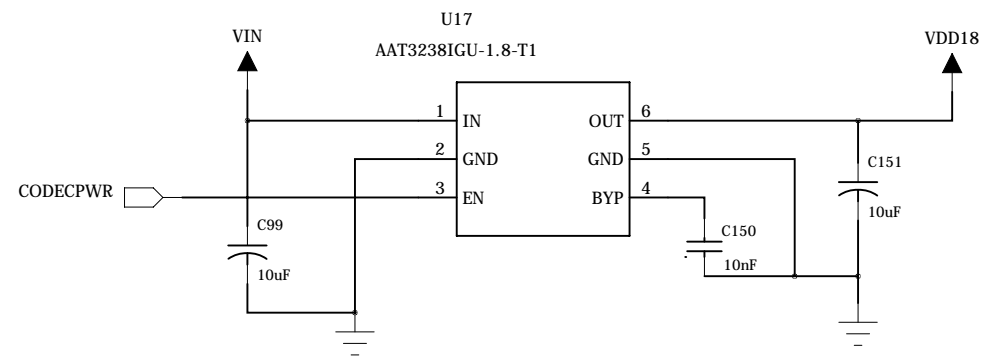 U17
AAT3238IGU-1.8-T1
VIN
VDD18
1
IN
OUT
6
2
GND
GND
5
C151
CODECPWR
3
EN
BYP
4
10uF
C99
10uF
C150
10nF